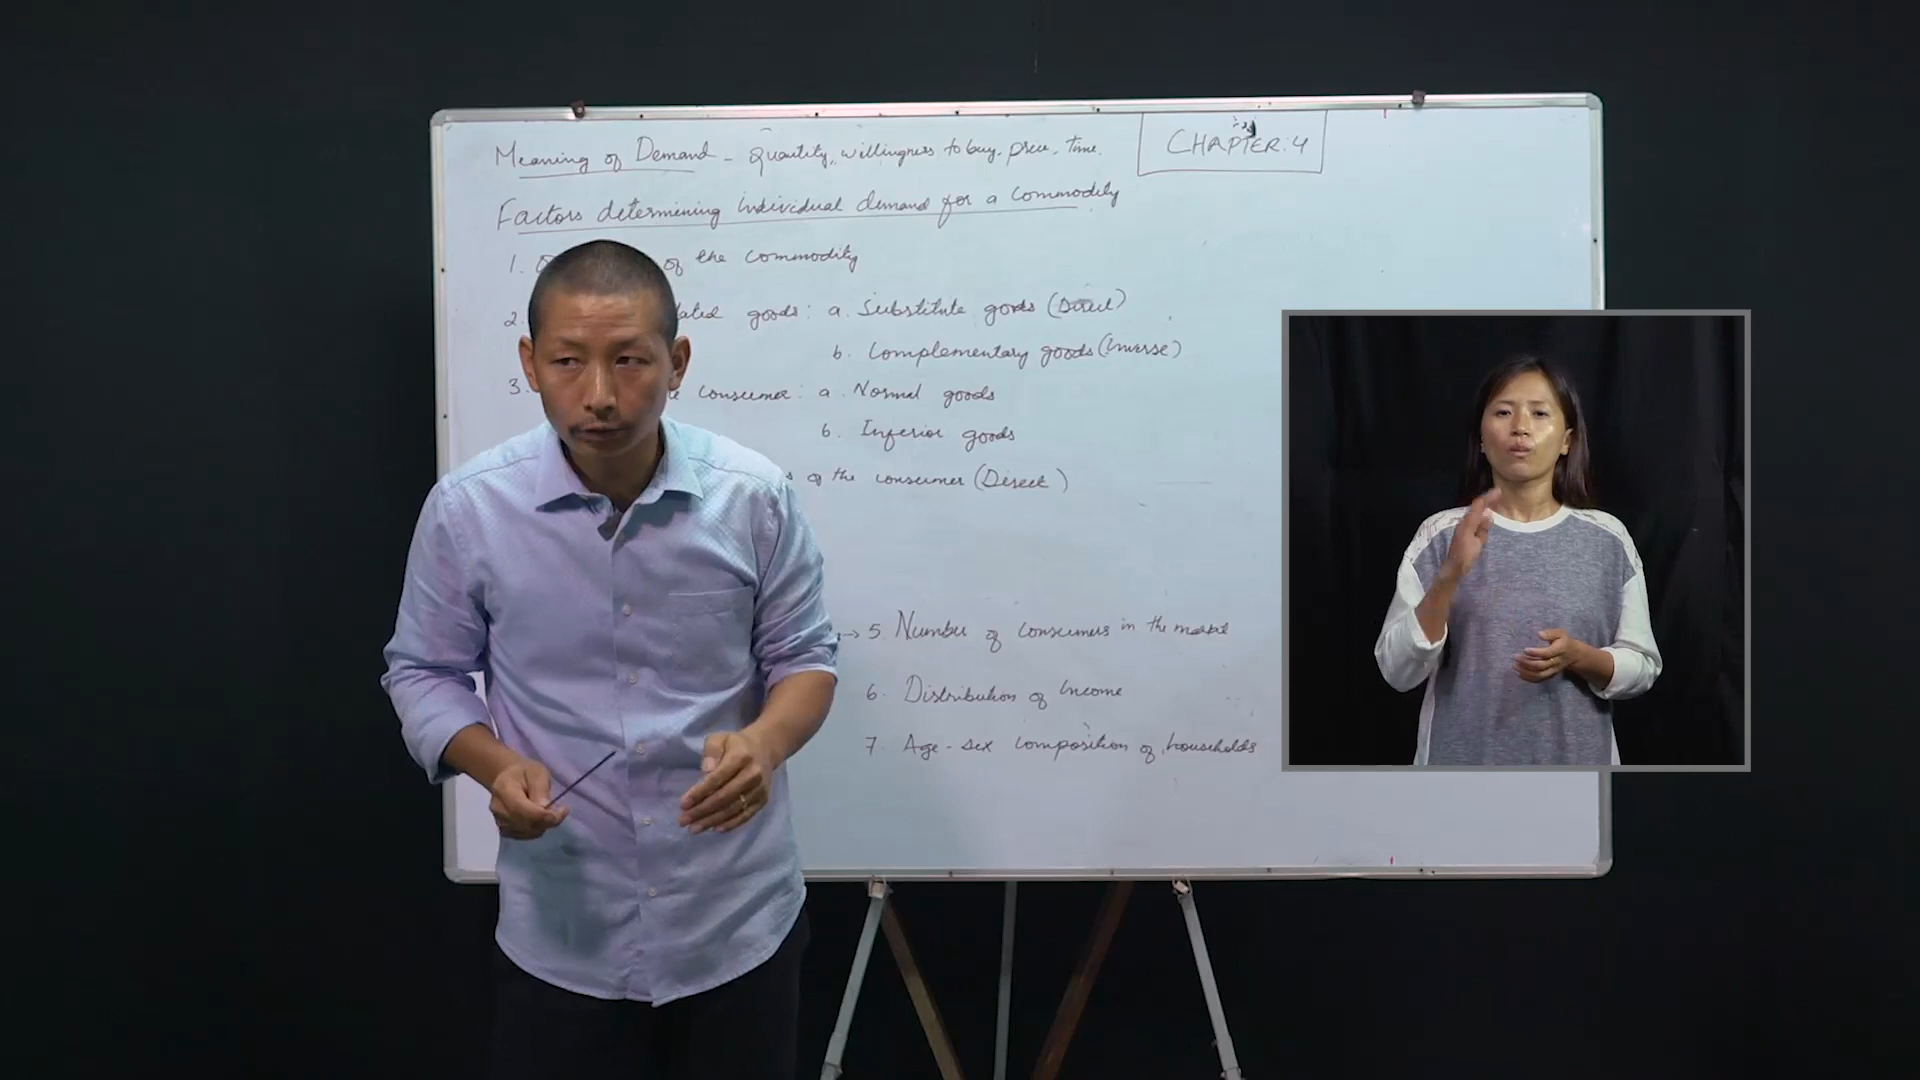 Meaning of Demand - Quantity, willingness to buy, price, time.
CHAPTER: 4
Factors determining individual demand for a commodity
1. of the commodity
2. goods: a. Substitute goods (Direct)
b. Complementary goods (Inverse)
3. consumer: a. Normal goods
b. Inferior goods
of the consumer (Direct)
→ 5. Number of consumers in the market
6. Distribution of Income
7. Age - sex composition of households